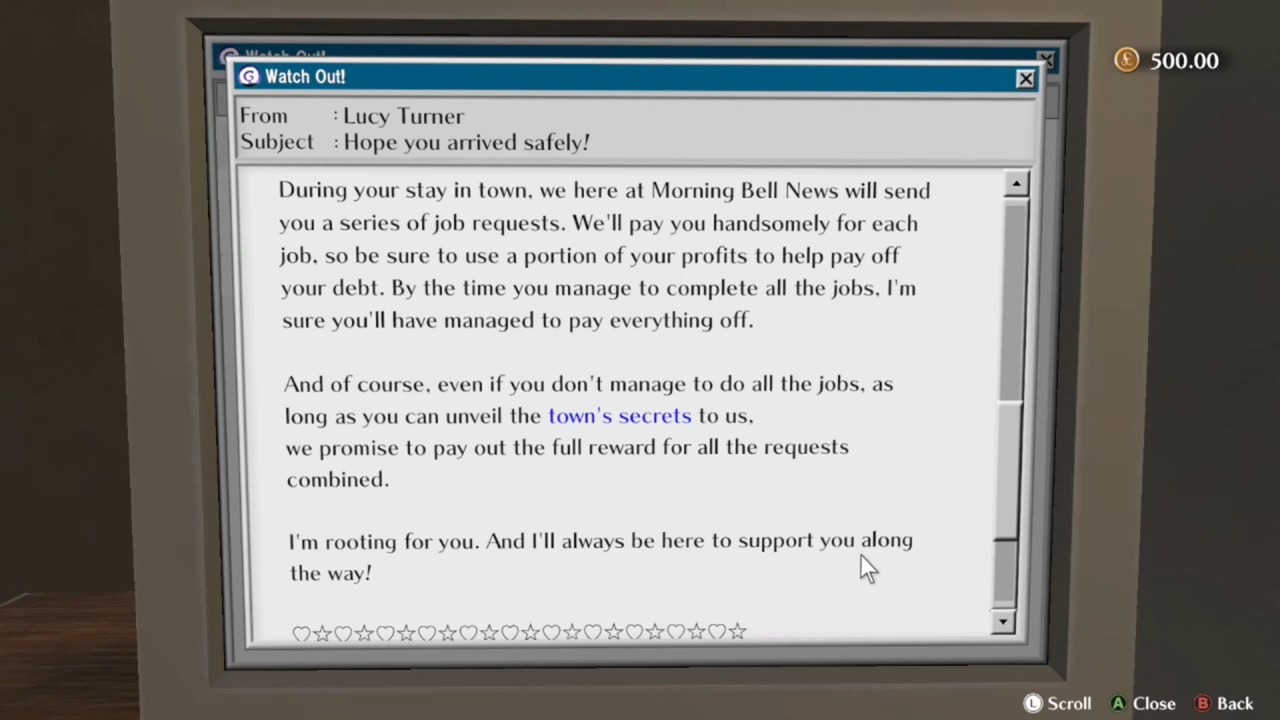 Watch Out!
500.00
Watch Out!
From : Lucy Turner
Subject : Hope you arrived safely!
During your stay in town, we here at Morning Bell News will send
you a series of job requests. We'll pay you handsomely for each
job, so be sure to use a portion of your profits to help pay off
your debt. By the time you manage to complete all the jobs, I'm
sure you'll have managed to pay everything off.
And of course, even if you don't manage to do all the jobs, as
long as you can unveil the town's secrets to us,
we promise to pay out the full reward for all the requests
combined.
I'm rooting for you. And I'll always be here to support you along
the way!
♡☆♡☆♡☆♡☆♡☆♡☆♡☆♡☆♡☆♡☆♡☆
L Scroll A Close B Back